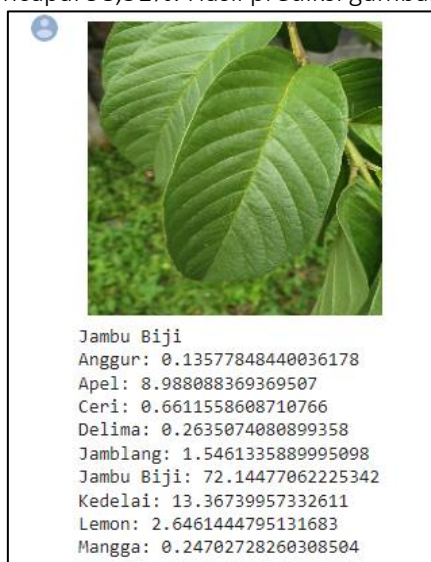 Jambu Biji
Anggur: 0.13577848440036178
Apel: 8.988088369369507
Ceri: 0.6611558608710766
Delima: 0.2635074080899358
Jamblang: 1.5461335889995098
Jambu Biji: 72.14477062225342
Kedelai: 13.36739957332611
Lemon: 2.6461444795131683
Mangga: 0.24702728260308504